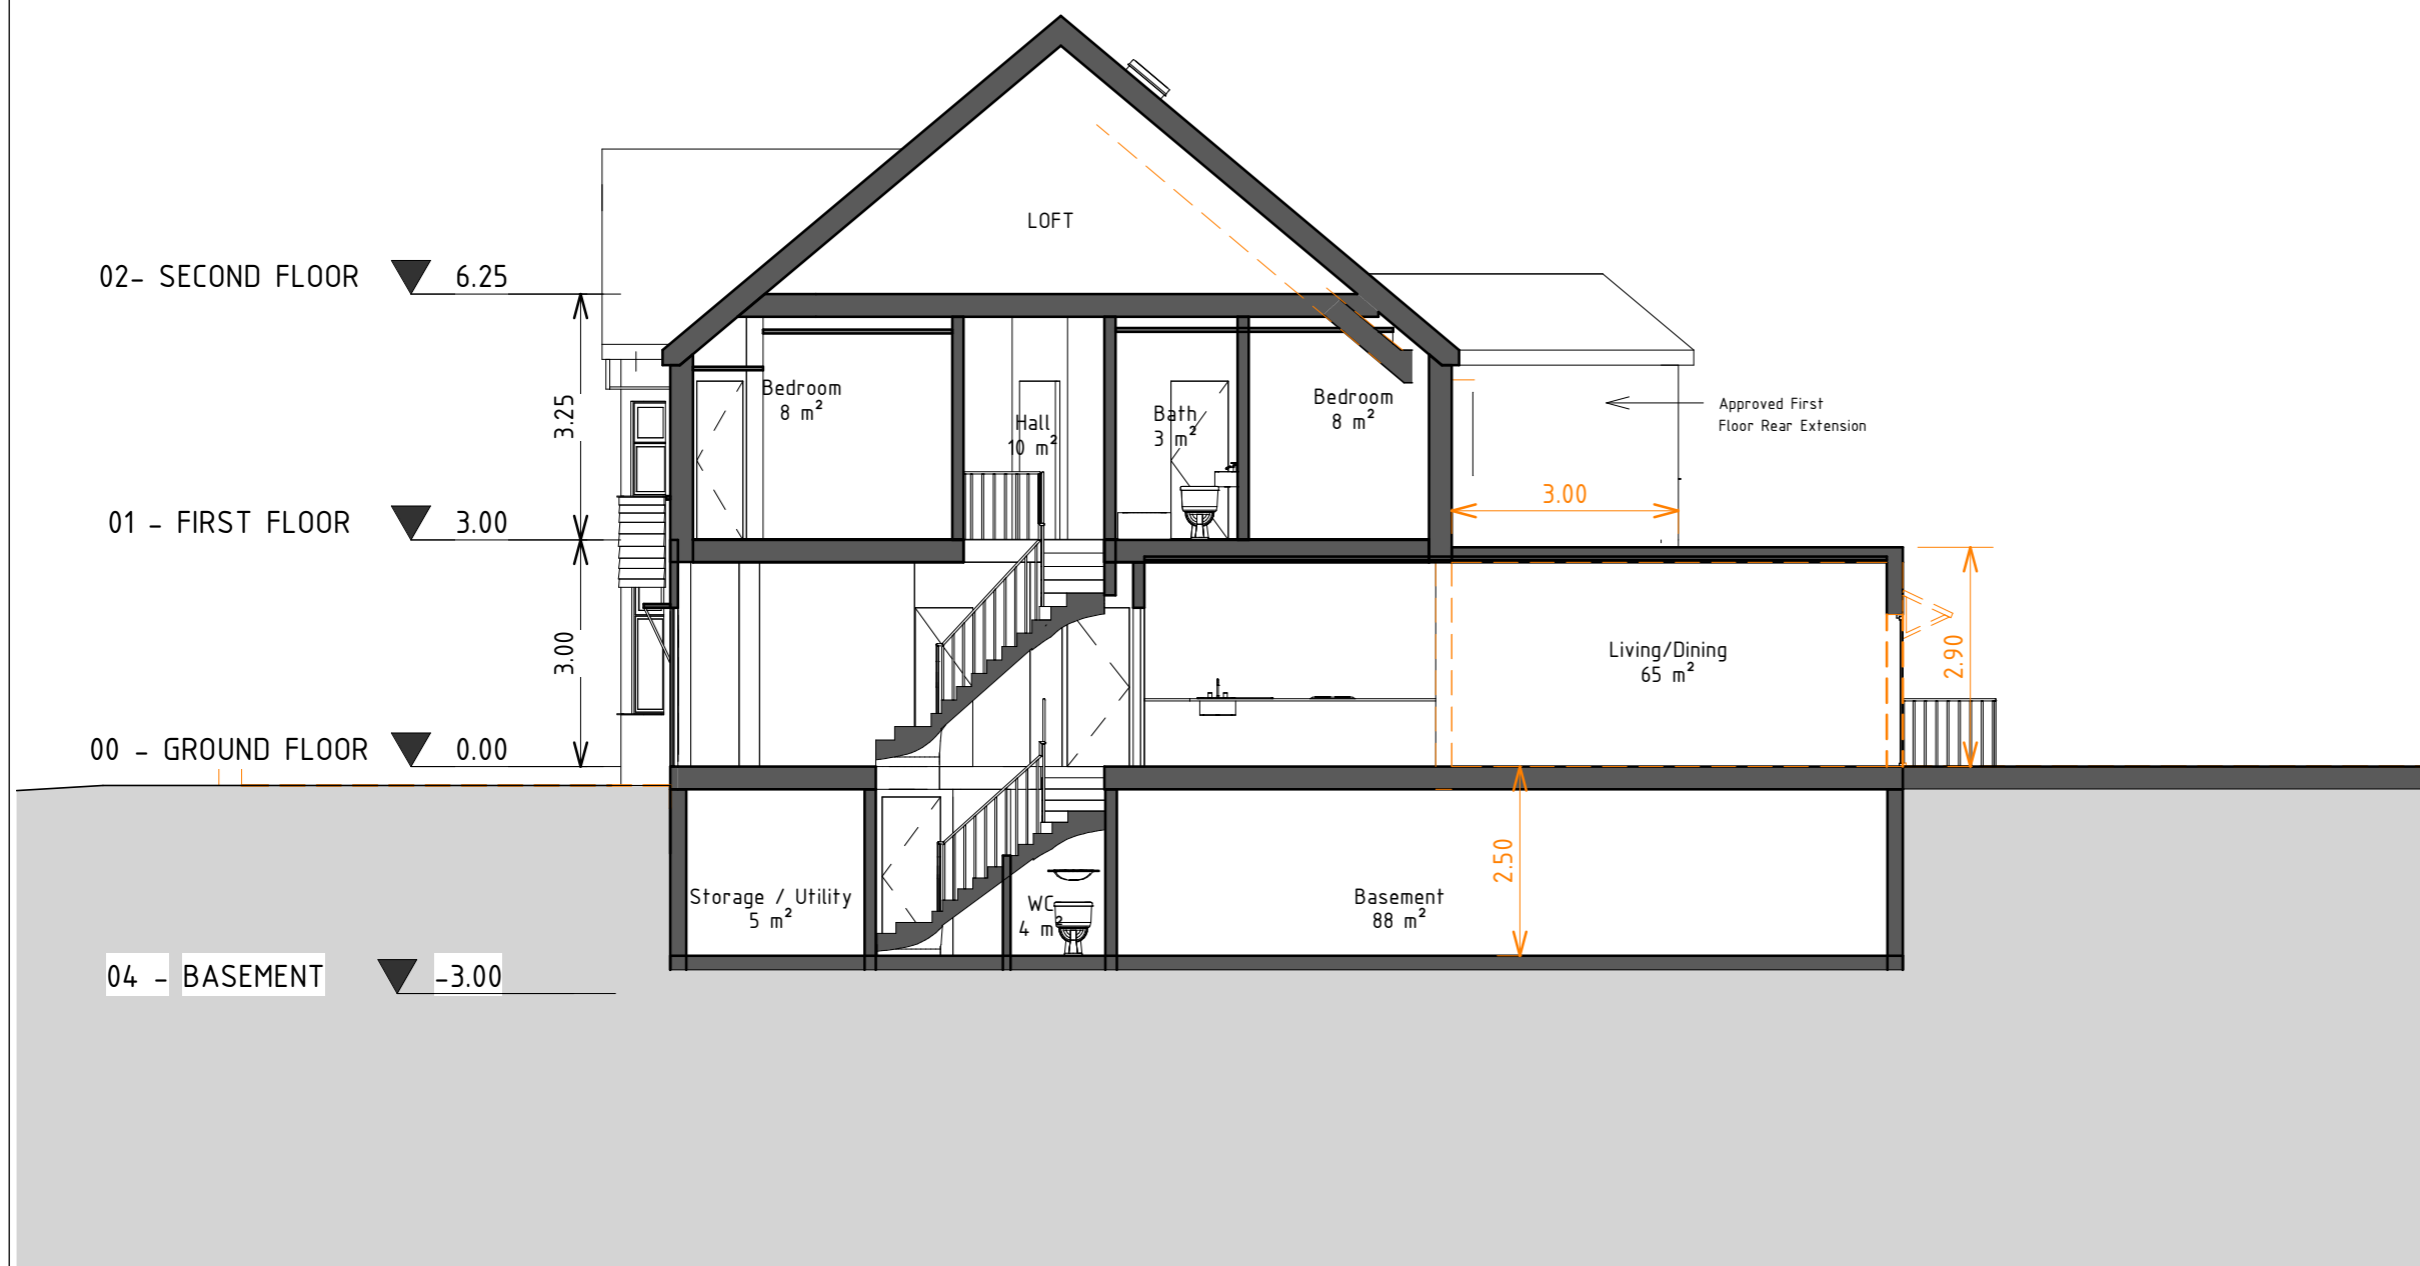 LOFT
02- SECOND FLOOR 6.25
Bedroom
8 m²
Hall
10 m²
Bath
3 m²
Bedroom
8 m²
Approved First
Floor Rear Extension
3.25
3.00
01 - FIRST FLOOR 3.00
3.00
Living/Dining
65 m²
2.90
00 - GROUND FLOOR 0.00
2.50
Storage / Utility
5 m²
WC
4 m²
Basement
88 m²
04 - BASEMENT -3.00